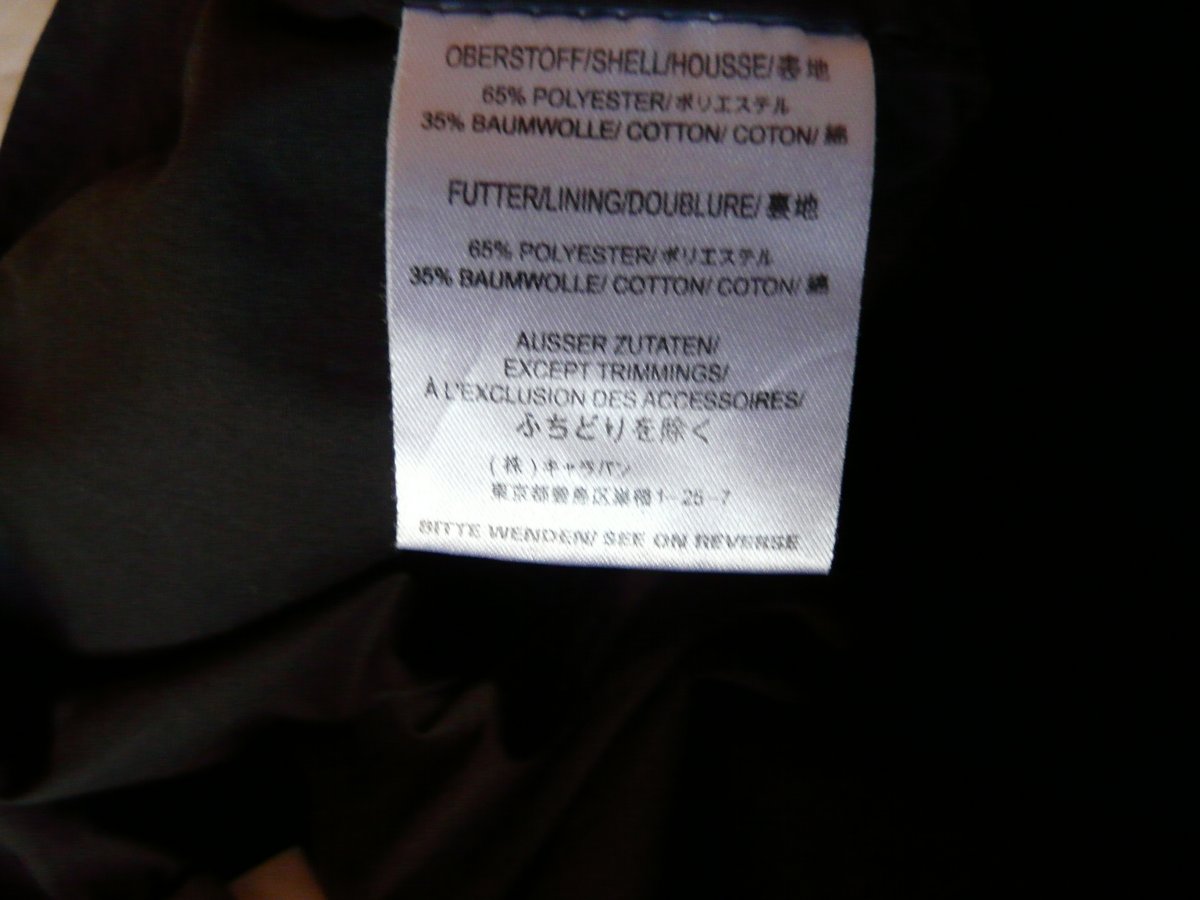 OBERSTOFF/SHELL/HOUSSE/表地
65% POLYESTER/ポリエステル
35% BAUMWOLLE/ COTTON/ COTON/ 綿
FUTTER/LINING/DOUBLURE/ 裏地
65% POLYESTER/ポリエステル
35% BAUMWOLLE/ COTTON/ COTON/ 綿
AUSSER ZUTATEN/
EXCEPT TRIMMINGS/
À L'EXCLUSION DES ACCESSOIRES/
ふちどりを除く
(株)キャラバン
東京都豊島区巣鴨1-25-7
BITTE WENDEN/ SEE ON REVERSE